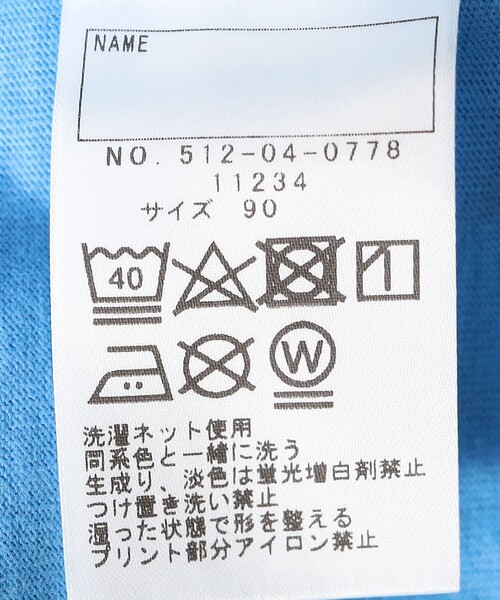 NAME
NO. 512-04-0778
11234
サイズ 90
40
W
洗濯ネット使用
同系色と一緒に洗う
生成り、淡色は蛍光増白剤禁止
つけ置き洗い禁止
湿った状態で形を整える
プリント部分アイロン禁止